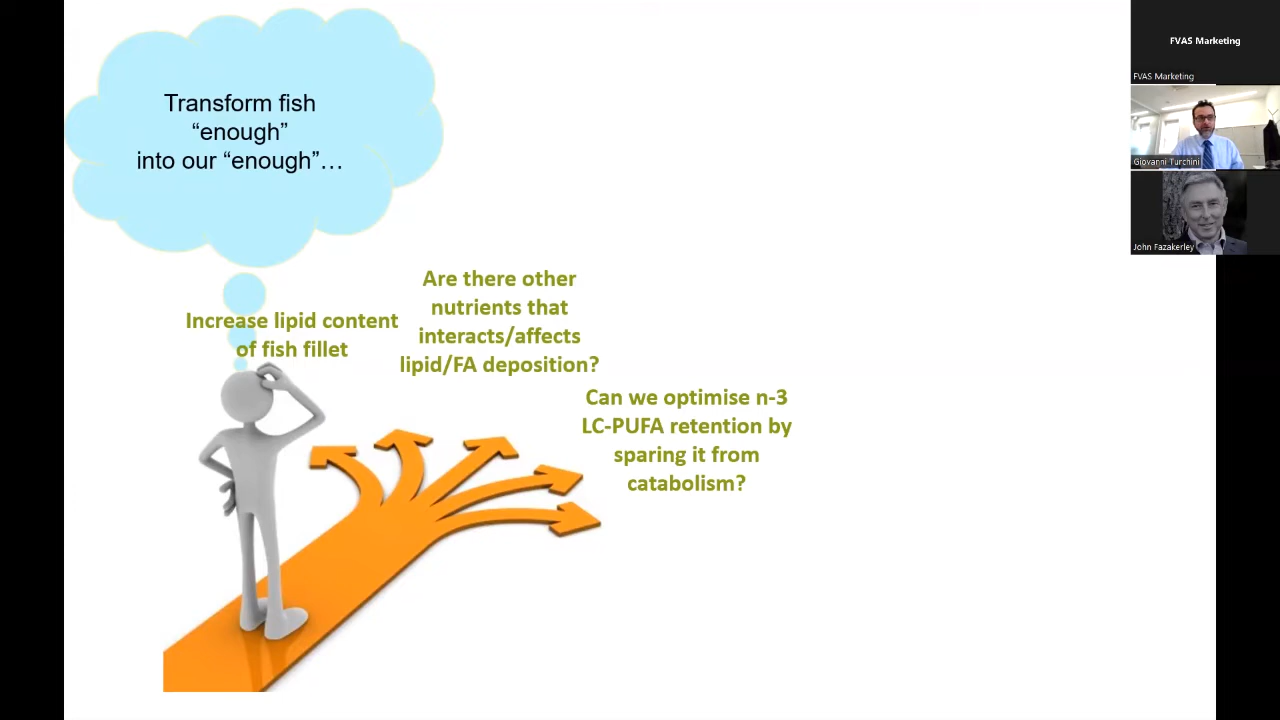 Transform fish
“enough”
into our “enough”…
Increase lipid content
of fish fillet
Are there other
nutrients that
interacts/affects
lipid/FA deposition?
Can we optimise n-3
LC-PUFA retention by
sparing it from
catabolism?
FVAS Marketing
FVAS Marketing
Giovanni Turchini
John Fazakerley